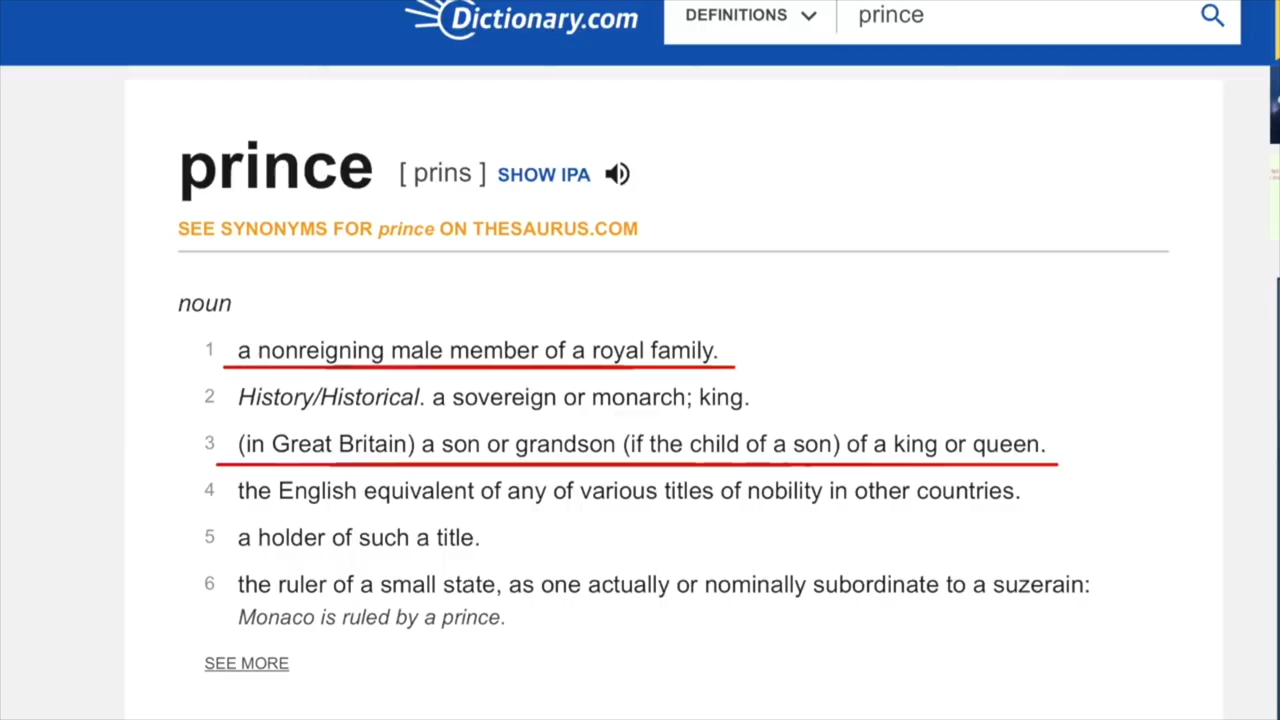 Dictionary.com DEFINITIONS prince
prince [ prins ] SHOW IPA
SEE SYNONYMS FOR prince ON THESAURUS.COM
noun
1 a nonreigning male member of a royal family.
2 History/Historical. a sovereign or monarch; king.
3 (in Great Britain) a son or grandson (if the child of a son) of a king or queen.
4 the English equivalent of any of various titles of nobility in other countries.
5 a holder of such a title.
6 the ruler of a small state, as one actually or nominally subordinate to a suzerain:
Monaco is ruled by a prince.
SEE MORE